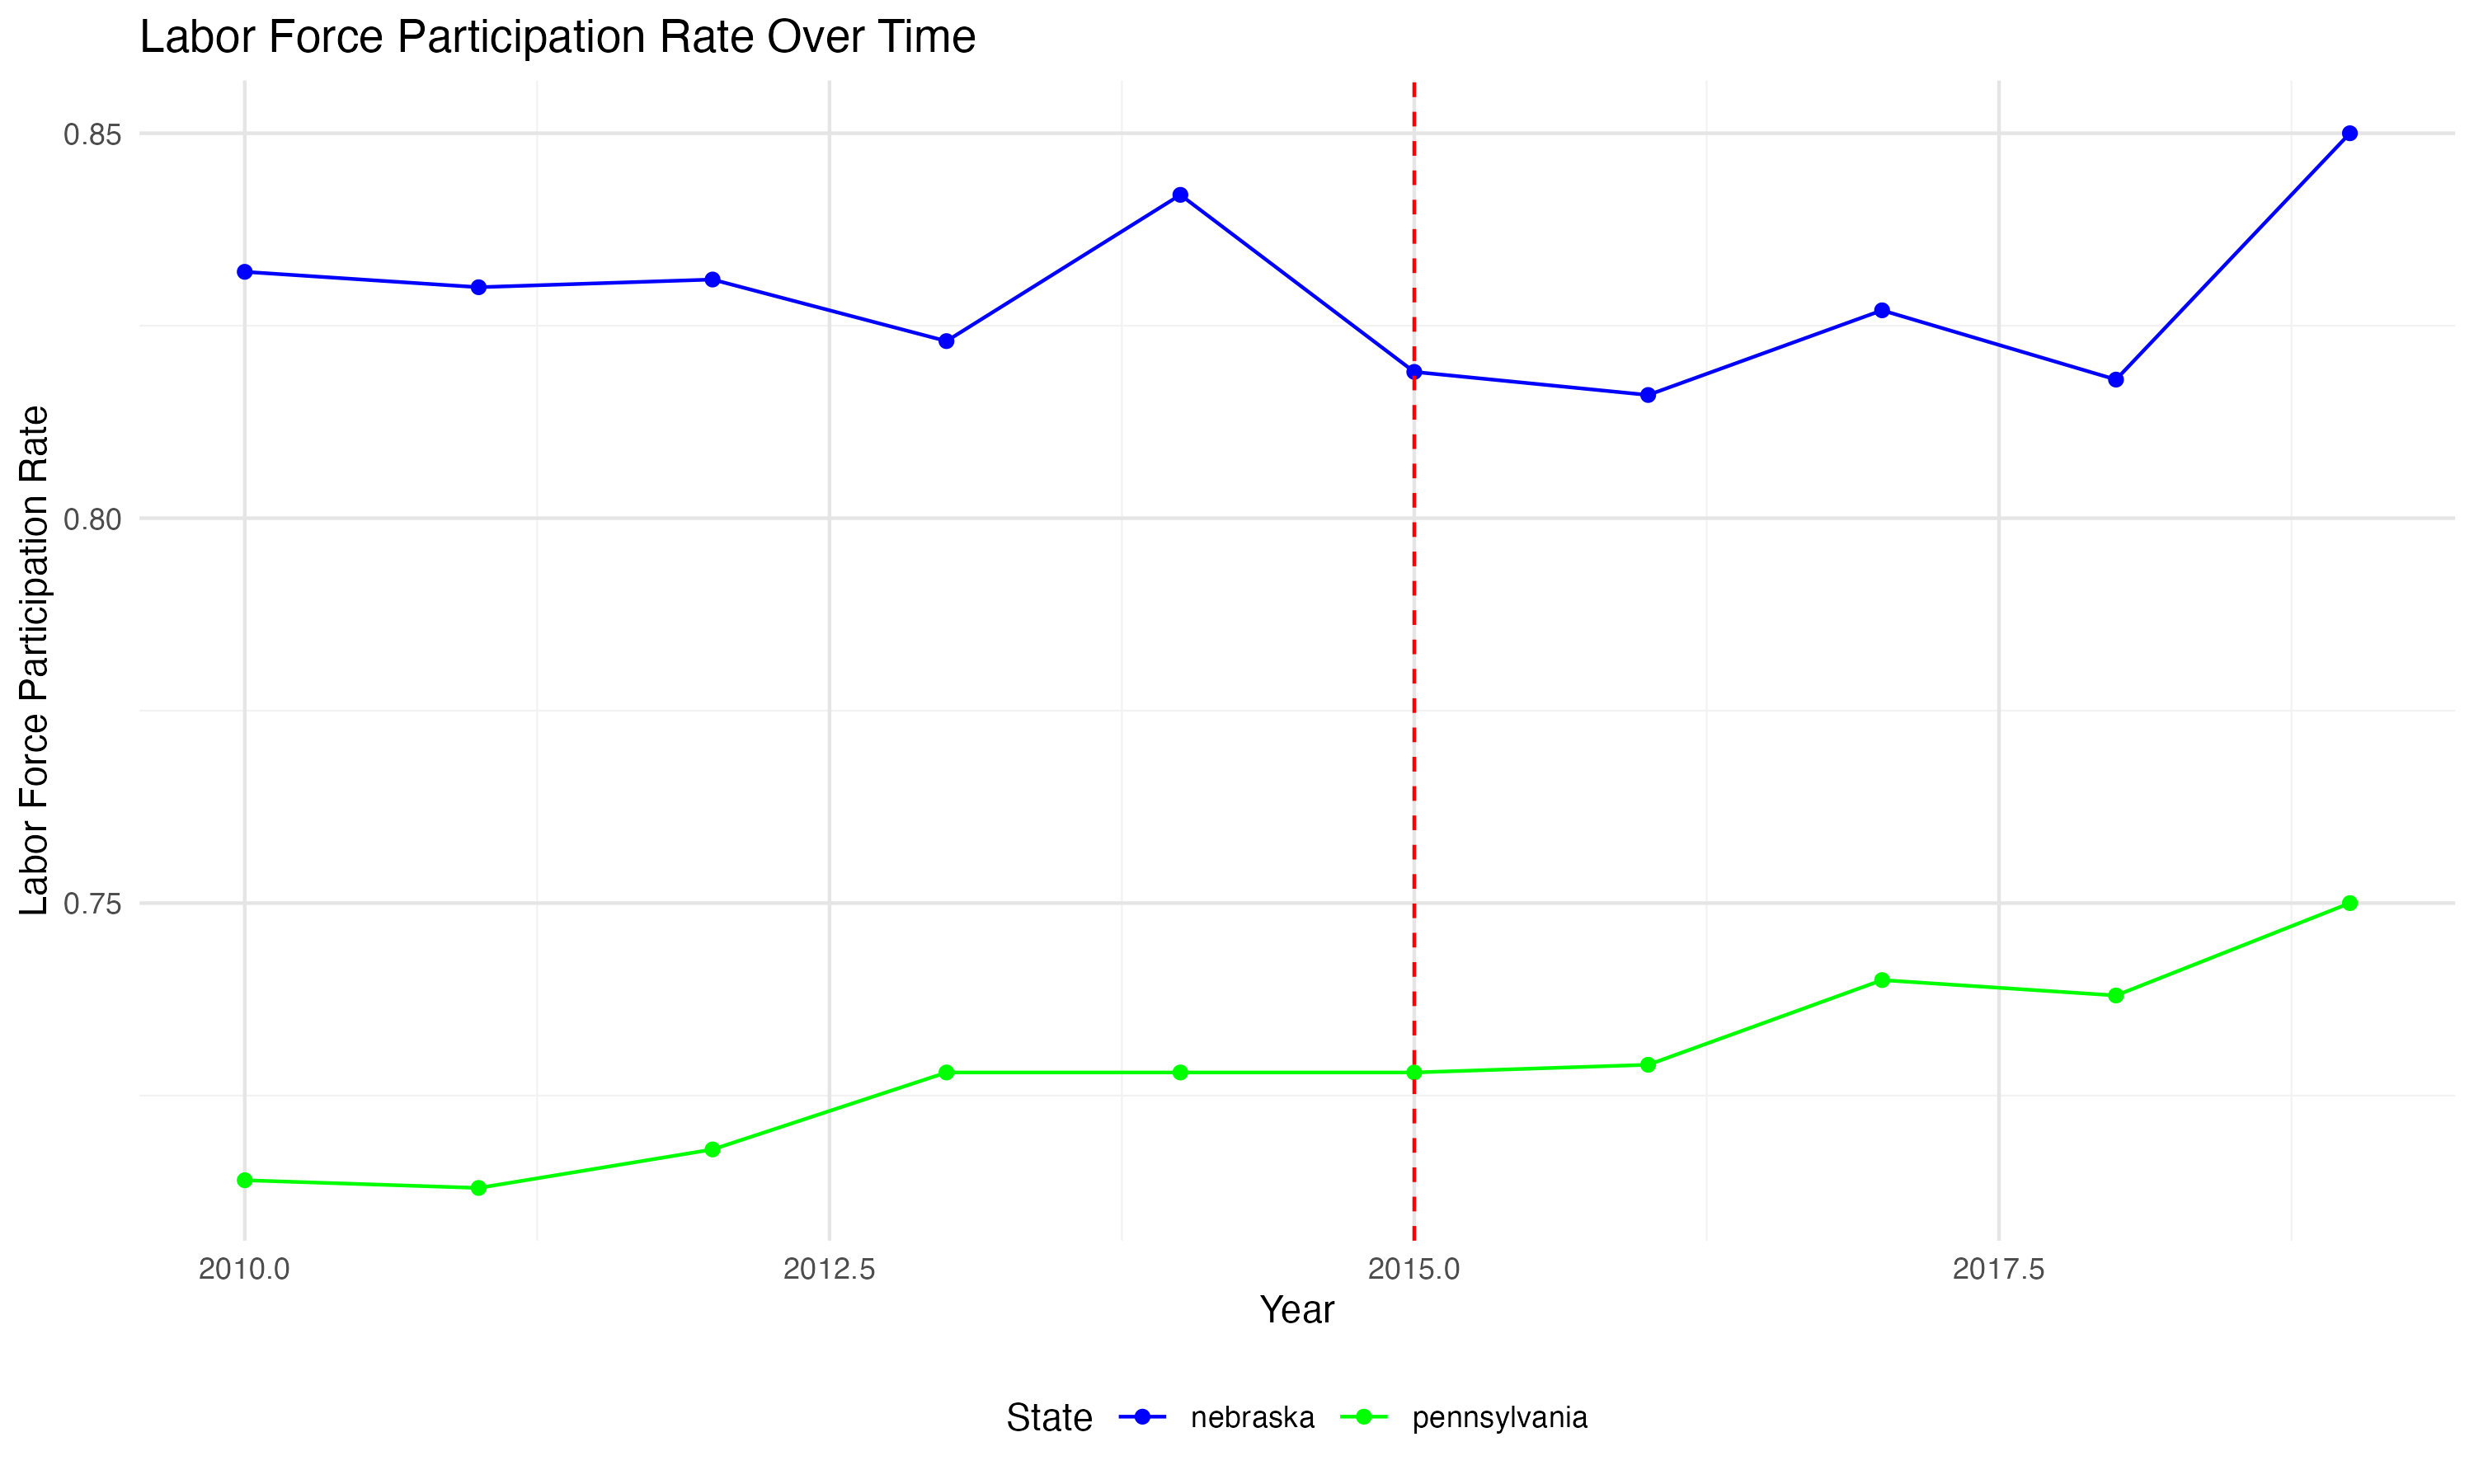 Labor Force Participation Rate Over Time
Labor Force Participation Rate
0.85
0.80
0.75
2010.0
2012.5
2015.0
2017.5
Year
State nebraska pennsylvania